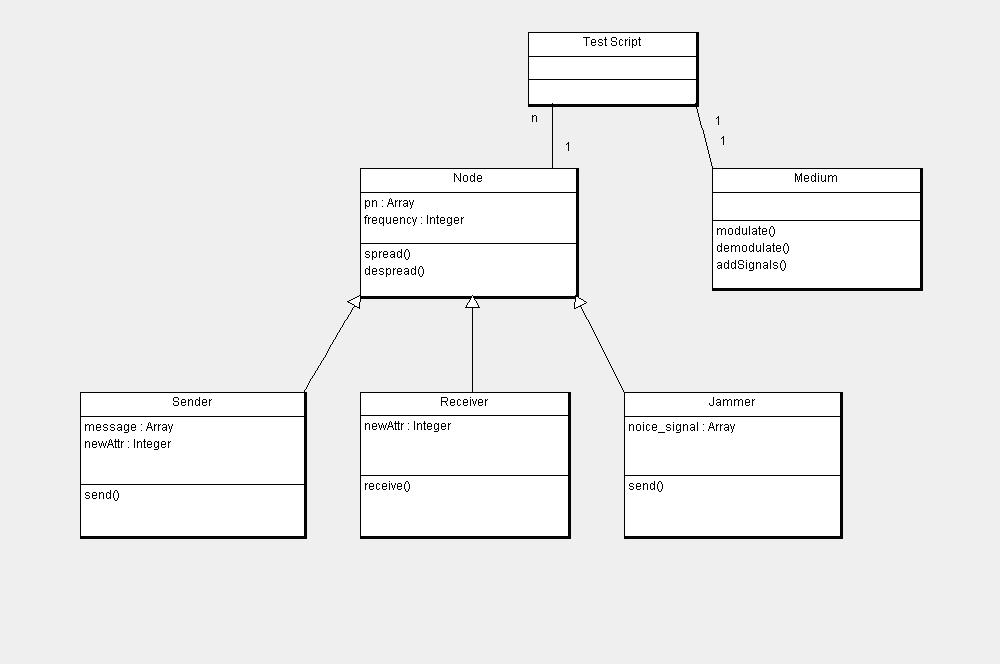 Test Script
n
1
1
1
Node
pn : Array
frequency : Integer
spread()
despread()
Medium
modulate()
demodulate()
addSignals()
Sender
message : Array
newAttr : Integer
send()
Receiver
newAttr : Integer
receive()
Jammer
noice_signal : Array
send()